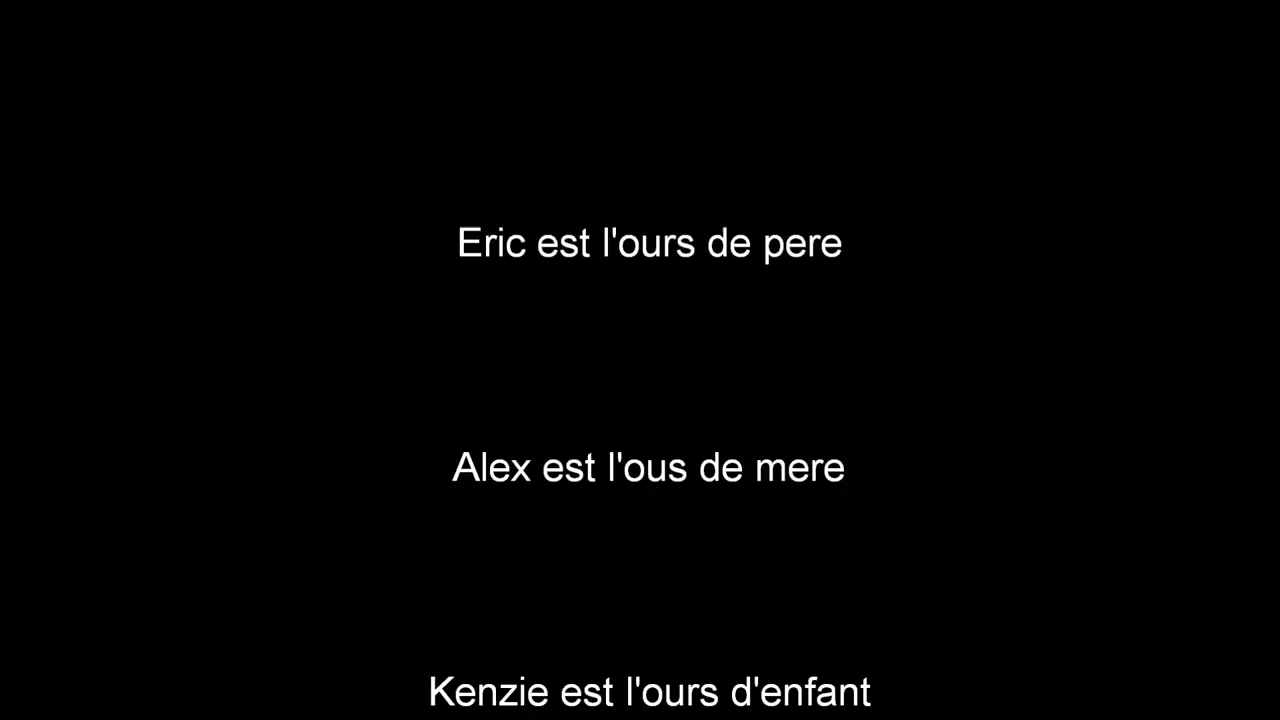 Eric est l'ours de pere
Alex est l'ous de mere
Kenzie est l'ours d'enfant